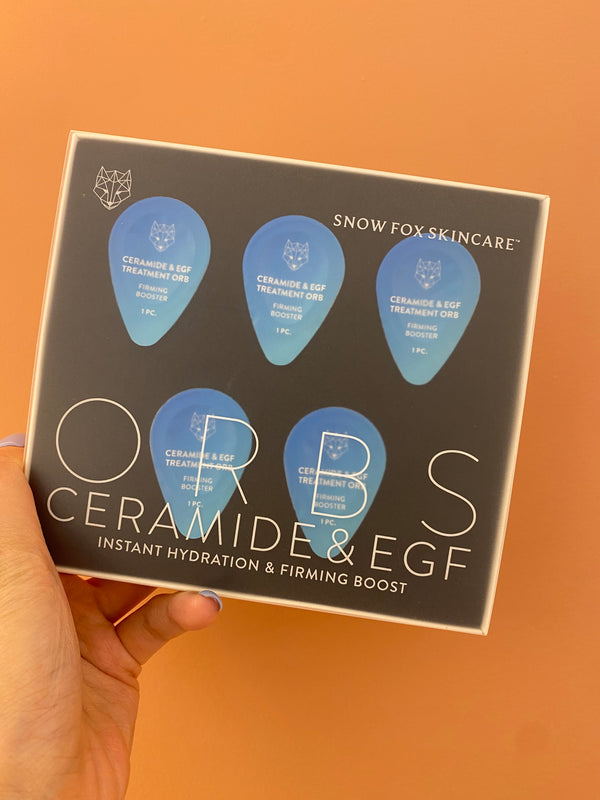 SNOW FOX SKINCARE™
CERAMIDE & EGF
TREATMENT ORB
FIRMING
BOOSTER
1 PC.
CERAMIDE & EGF
TREATMENT ORB
FIRMING
BOOSTER
1 PC.
CERAMIDE & EGF
TREATMENT ORB
FIRMING
BOOSTER
1 PC.
CERAMIDE & EGF
TREATMENT ORB
FIRMING
BOOSTER
1 PC.
CERAMIDE & EGF
TREATMENT ORB
FIRMING
BOOSTER
1 PC.
ORBS
CERAMIDE & EGF
INSTANT HYDRATION & FIRMING BOOST